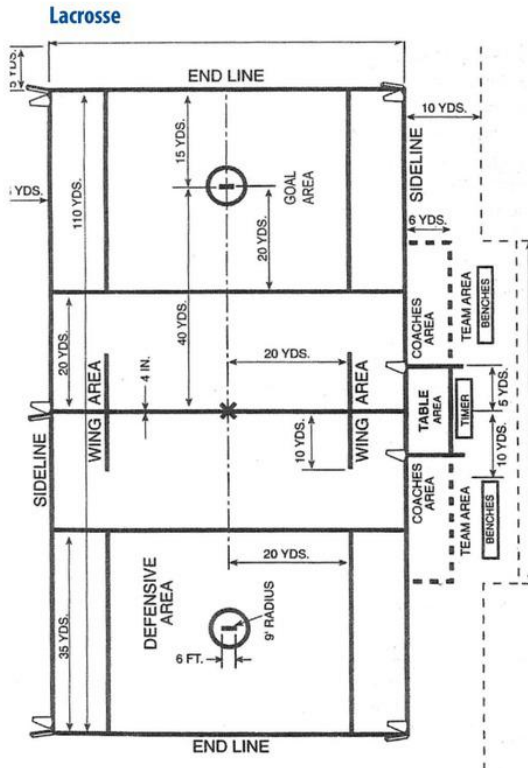 Lacrosse
END LINE
10 YDS.
SIDELINE
15 YDS.
GOAL
AREA
YDS.
110 YDS.
6 YDS.
20 YDS.
40 YDS.
COACHES
AREA
TEAM AREA
BENCHES
20 YDS.
4 IN.
AREA
20 YDS.
AREA
TABLE
AREA
TIMER
5 YDS.
WING
10 YDS.
WING
10 YDS.
SIDELINE
COACHES
AREA
TEAM AREA
BENCHES
DEFENSIVE
AREA
20 YDS.
35 YDS.
9' RADIUS
6 FT.
END LINE